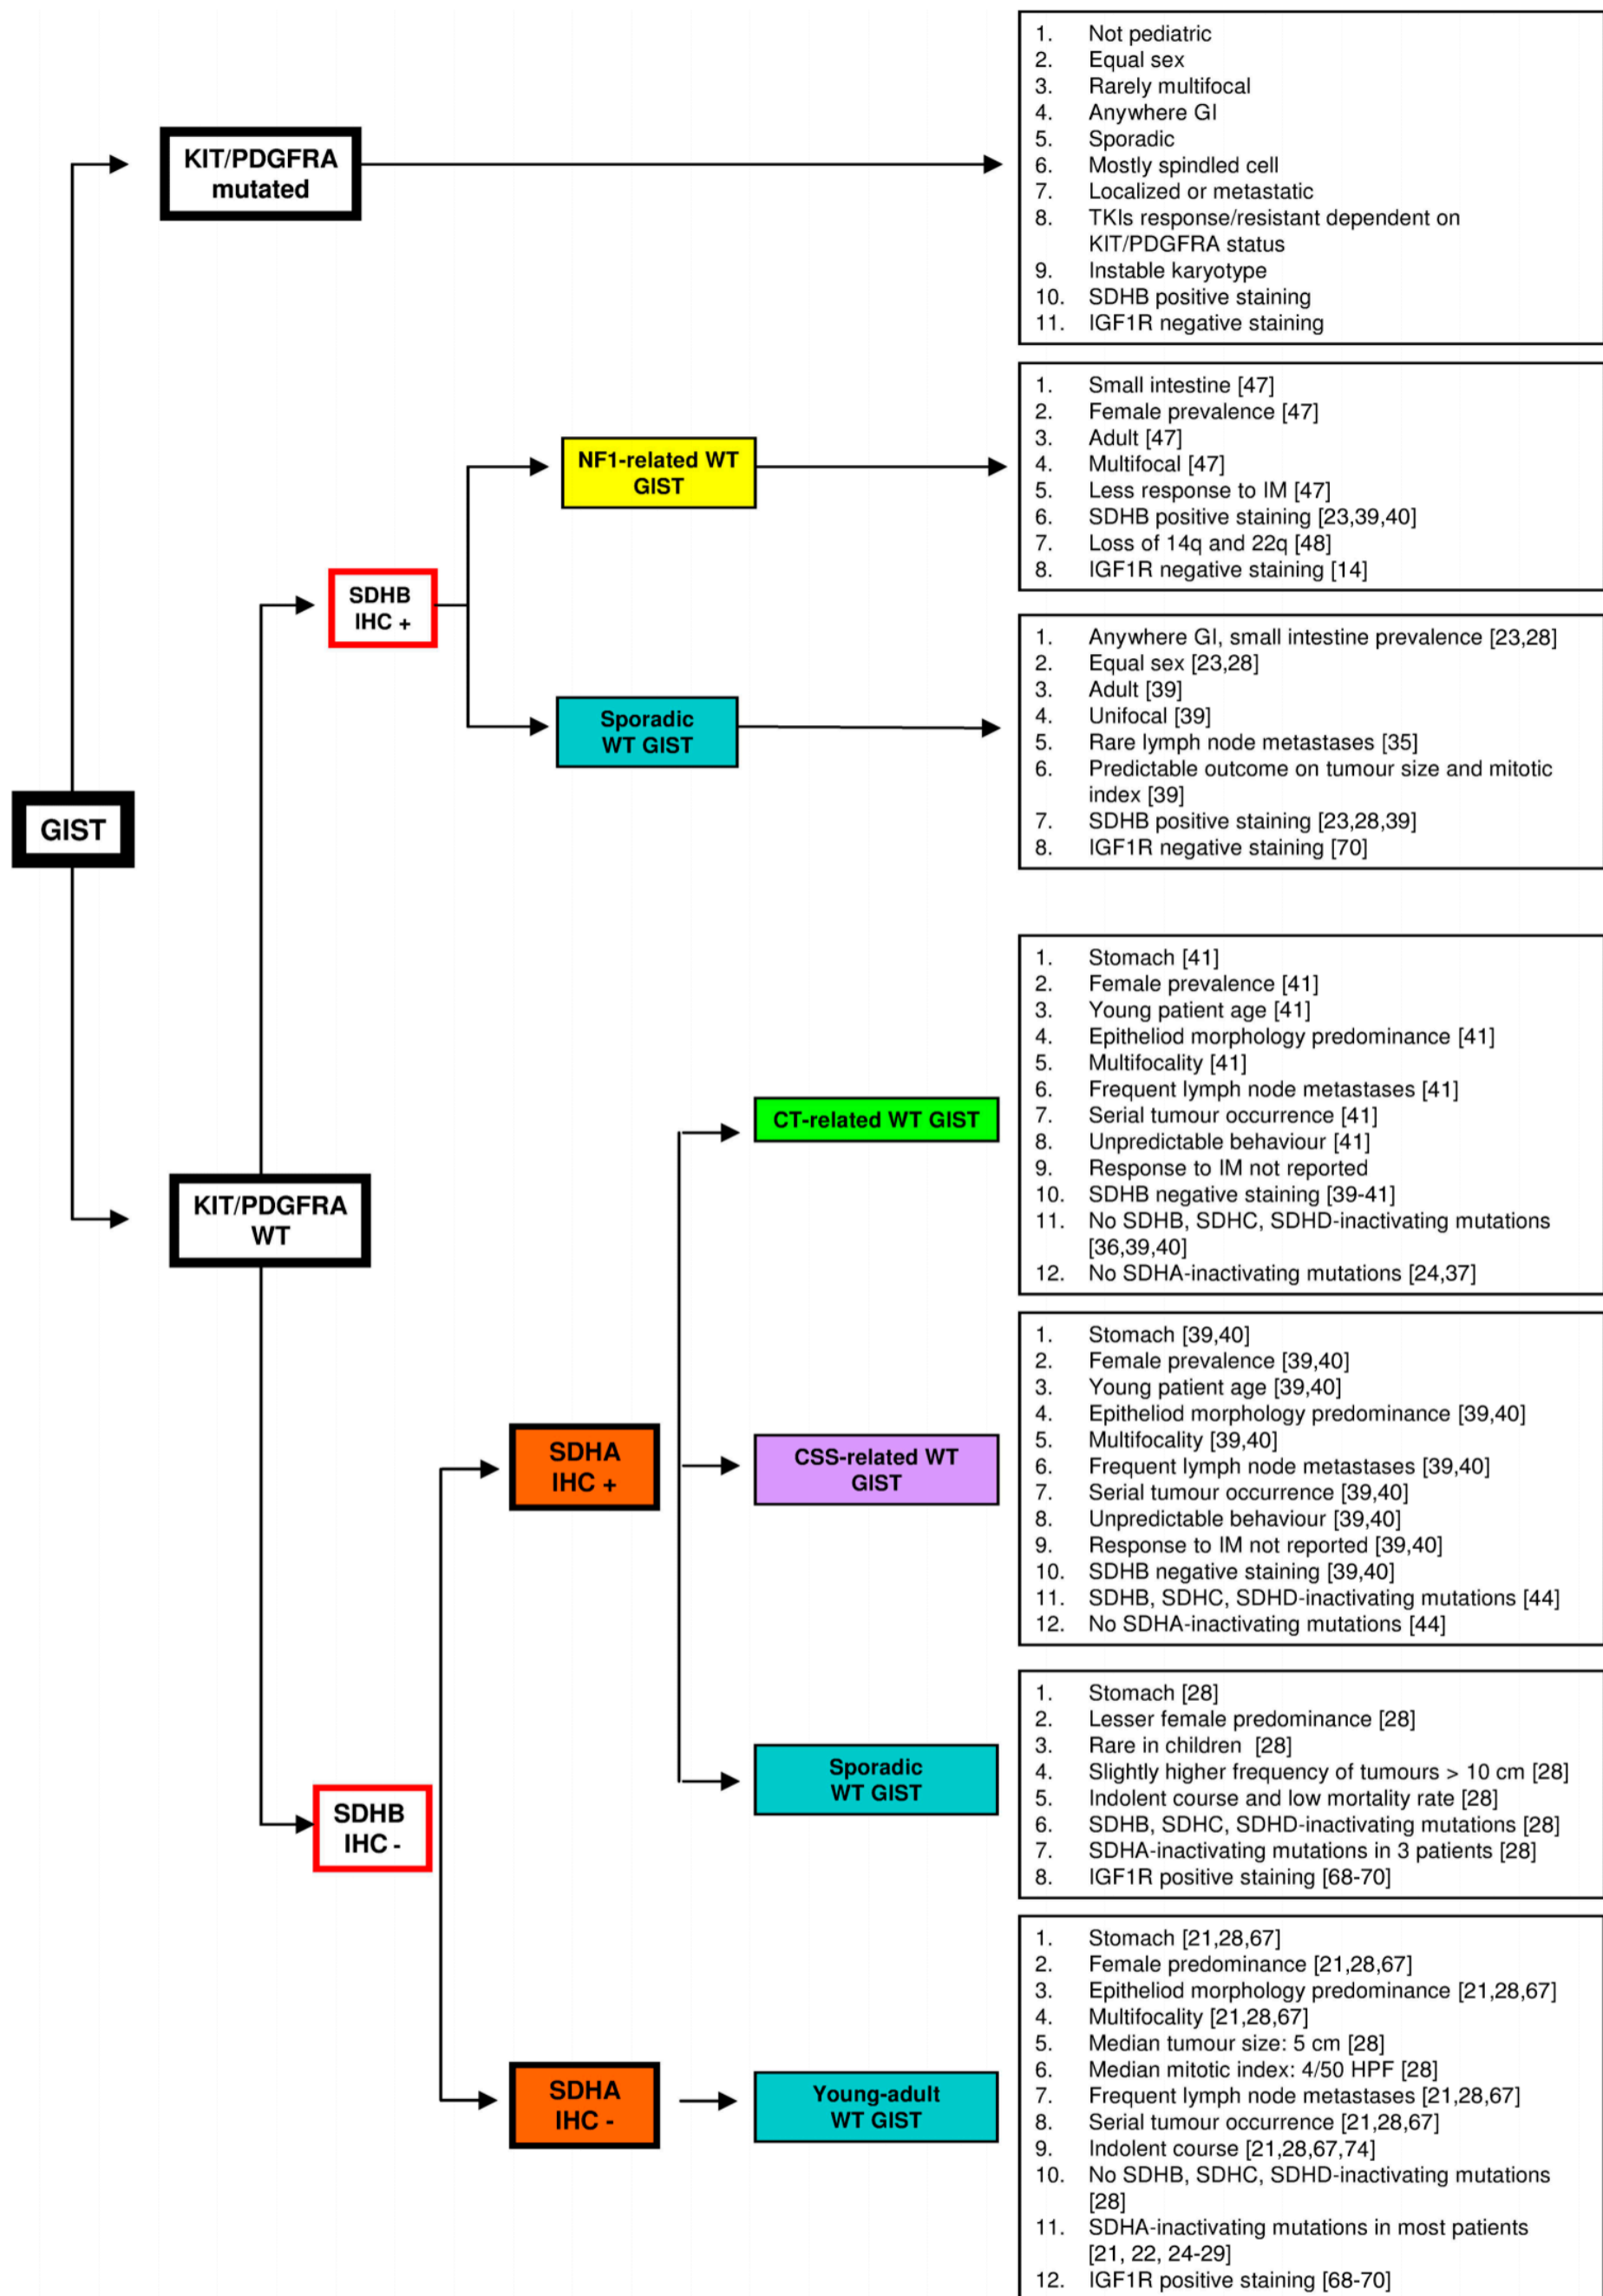 1. Not pediatric
2. Equal sex
3. Rarely multifocal
4. Anywhere GI
5. Sporadic
6. Mostly spindled cell
7. Localized or metastatic
8. TKIs response/resistant dependent on
KIT/PDGFRA status
9. Instable karyotype
10. SDHB positive staining
11. IGF1R negative staining
KIT/PDGFRA
mutated
1. Small intestine [47]
2. Female prevalence [47]
3. Adult [47]
4. Multifocal [47]
5. Less response to IM [47]
6. SDHB positive staining [23,39,40]
7. Loss of 14q and 22q [48]
8. IGF1R negative staining [14]
NF1-related WT
GIST
SDHB
IHC +
1. Anywhere GI, small intestine prevalence [23,28]
2. Equal sex [23,28]
3. Adult [39]
4. Unifocal [39]
5. Rare lymph node metastases [35]
6. Predictable outcome on tumour size and mitotic
index [39]
7. SDHB positive staining [23,28,39]
8. IGF1R negative staining [70]
Sporadic
WT GIST
GIST
1. Stomach [41]
2. Female prevalence [41]
3. Young patient age [41]
4. Epitheliod morphology predominance [41]
5. Multifocality [41]
6. Frequent lymph node metastases [41]
7. Serial tumour occurrence [41]
8. Unpredictable behaviour [41]
9. Response to IM not reported
10. SDHB negative staining [39-41]
11. No SDHB, SDHC, SDHD-inactivating mutations
[36,39,40]
12. No SDHA-inactivating mutations [24,37]
CT-related WT GIST
KIT/PDGFRA
WT
1. Stomach [39,40]
2. Female prevalence [39,40]
3. Young patient age [39,40]
4. Epitheliod morphology predominance [39,40]
5. Multifocality [39,40]
6. Frequent lymph node metastases [39,40]
7. Serial tumour occurrence [39,40]
8. Unpredictable behaviour [39,40]
9. Response to IM not reported [39,40]
10. SDHB negative staining [39,40]
11. SDHB, SDHC, SDHD-inactivating mutations [44]
12. No SDHA-inactivating mutations [44]
SDHA
IHC +
CSS-related WT
GIST
1. Stomach [28]
2. Lesser female predominance [28]
3. Rare in children [28]
4. Slightly higher frequency of tumours > 10 cm [28]
5. Indolent course and low mortality rate [28]
6. SDHB, SDHC, SDHD-inactivating mutations [28]
7. SDHA-inactivating mutations in 3 patients [28]
8. IGF1R positive staining [68-70]
Sporadic
WT GIST
SDHB
IHC -
1. Stomach [21,28,67]
2. Female predominance [21,28,67]
3. Epitheliod morphology predominance [21,28,67]
4. Multifocality [21,28,67]
5. Median tumour size: 5 cm [28]
6. Median mitotic index: 4/50 HPF [28]
7. Frequent lymph node metastases [21,28,67]
8. Serial tumour occurrence [21,28,67]
9. Indolent course [21,28,67,74]
10. No SDHB, SDHC, SDHD-inactivating mutations
[28]
11. SDHA-inactivating mutations in most patients
[21, 22, 24-29]
12. IGF1R positive staining [68-70]
SDHA
IHC -
Young-adult
WT GIST